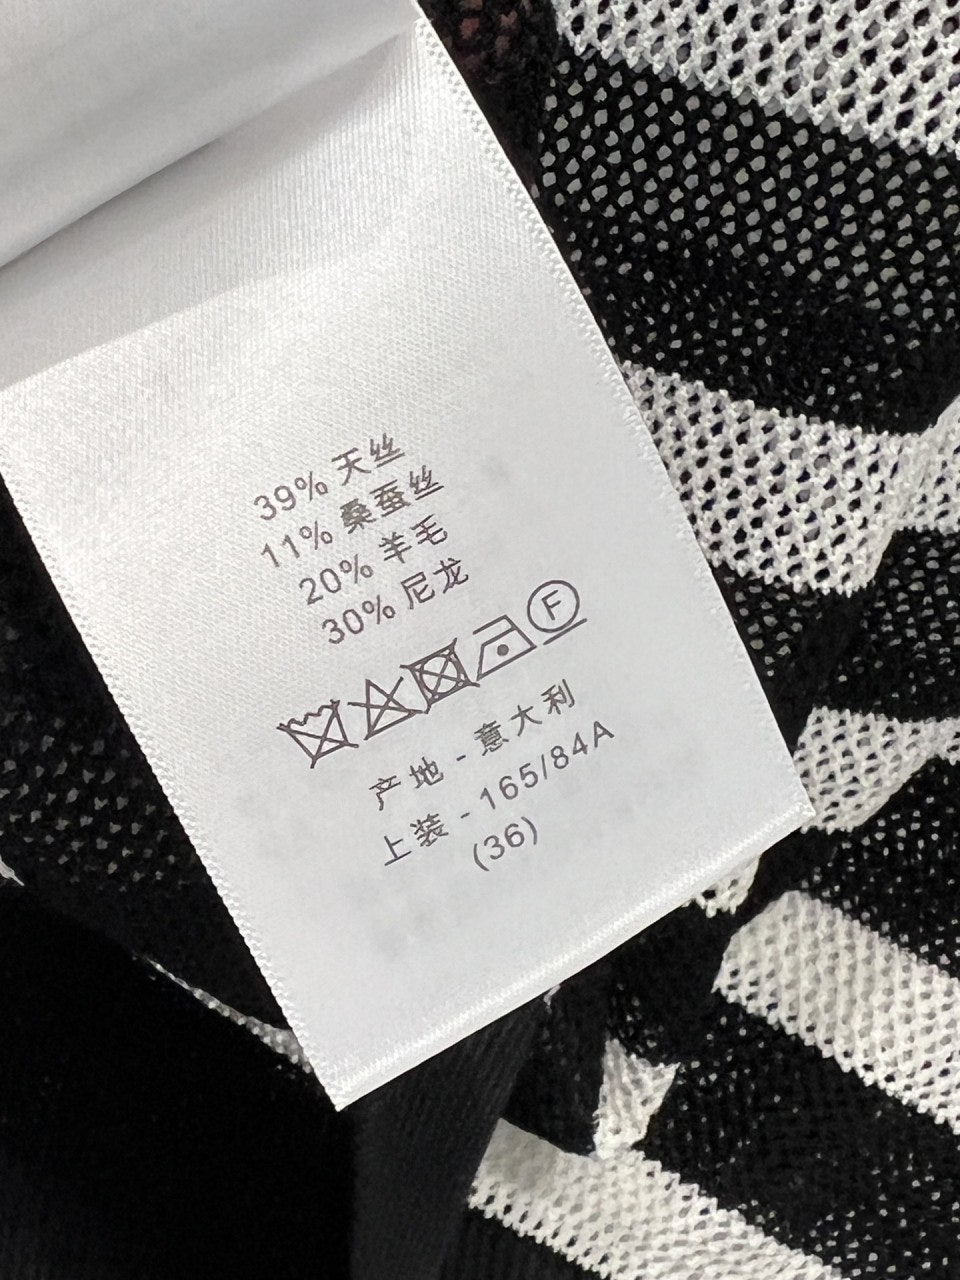 39% 天丝
11% 桑蚕丝
20% 羊毛
30% 尼龙
F
产地 - 意大利
上装 - 165/84A
(36)